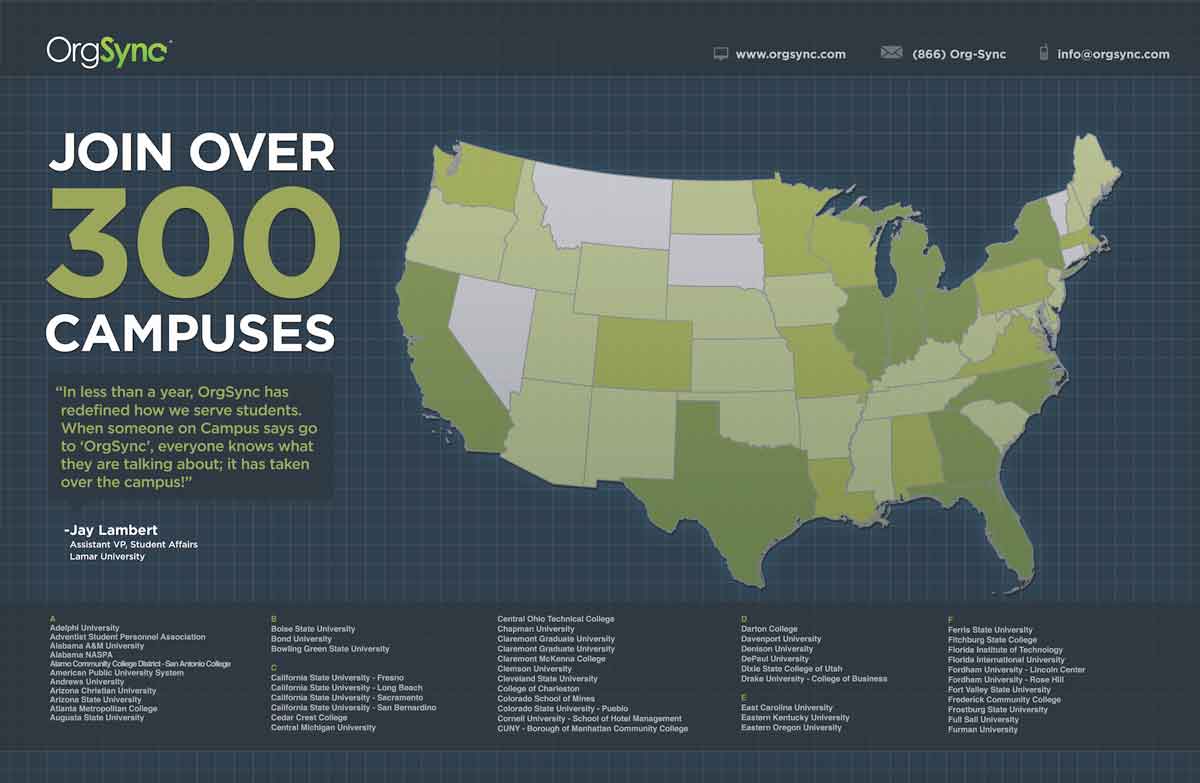 OrgSync
www.orgsync.com
(866) Org-Sync
info@orgsync.com
JOIN OVER
300
CAMPUSES
“In less than a year, OrgSync has
redefined how we serve students.
When someone on Campus says go
to ‘OrgSync’, everyone knows what
they are talking about; it has taken
over the campus!”
-Jay Lambert
Assistant VP, Student Affairs
Lamar University
A
Adelphi University
Adventist Student Personnel Association
Alabama A&M University
Alabama NASPA
Alamo Community College District - San Antonio College
American Public University System
Andrews University
Arizona Christian University
Arizona State University
Atlanta Metropolitan College
Augusta State University
B
Boise State University
Bond University
Bowling Green State University
C
California State University - Fresno
California State University - Long Beach
California State University - Sacramento
California State University - San Bernardino
Cedar Crest College
Central Michigan University
Central Ohio Technical College
Chapman University
Claremont Graduate University
Claremont Graduate University
Claremont McKenna College
Clemson University
Cleveland State University
College of Charleston
Colorado School of Mines
Colorado State University - Pueblo
Cornell University - School of Hotel Management
CUNY - Borough of Manhattan Community College
D
Darton College
Davenport University
Denison University
DePaul University
Dixie State College of Utah
Drake University - College of Business
E
East Carolina University
Eastern Kentucky University
Eastern Oregon University
F
Ferris State University
Fitchburg State College
Florida Institute of Technology
Florida International University
Fordham University - Lincoln Center
Fordham University - Rose Hill
Fort Valley State University
Frederick Community College
Frostburg State University
Full Sail University
Furman University